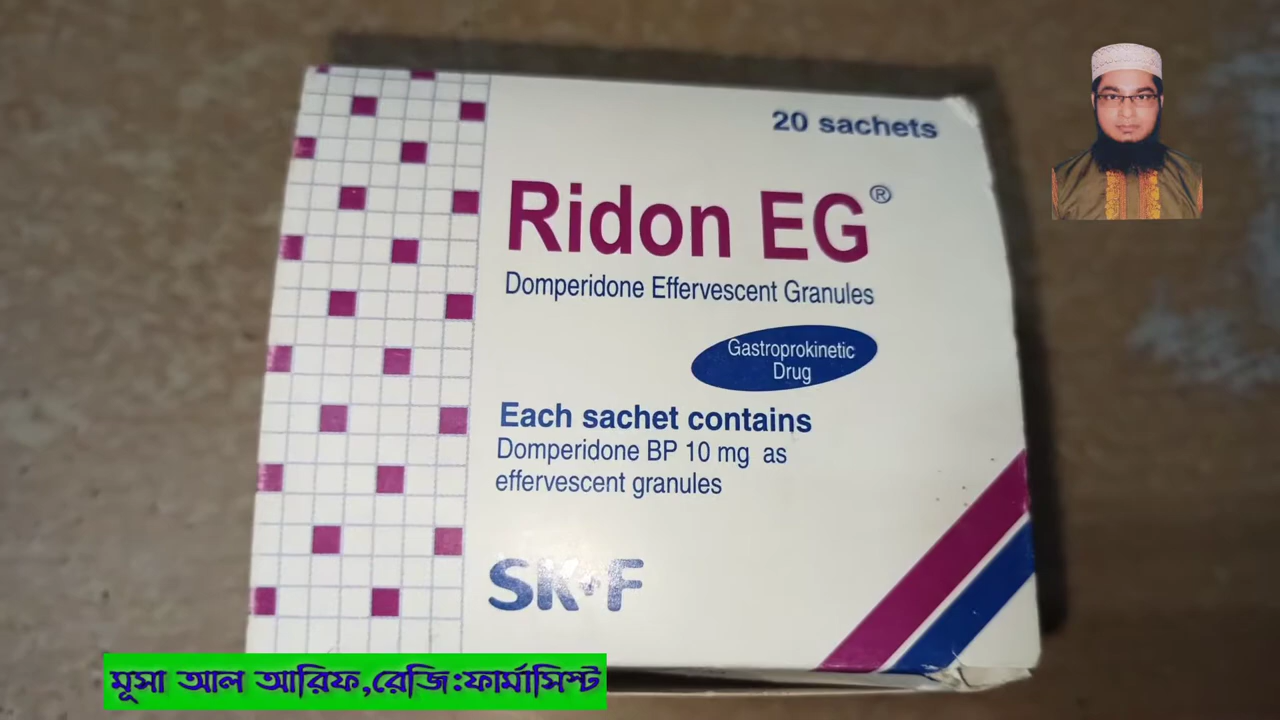 20 sachets
Ridon EG®
Domperidone Effervescent Granules
Gastroprokinetic
Drug
Each sachet contains
Domperidone BP 10 mg as
effervescent granules
SK+F
মূসা আল আরিফ,রেজি:ফার্মাসিস্ট